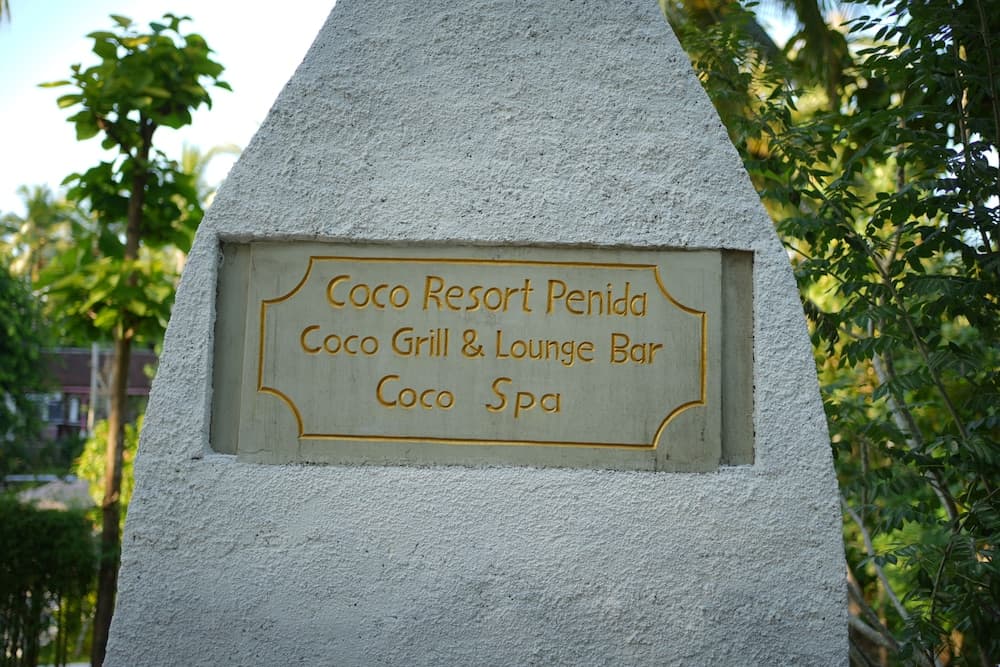 Coco Resort Penida
Coco Grill & Lounge Bar
Coco Spa